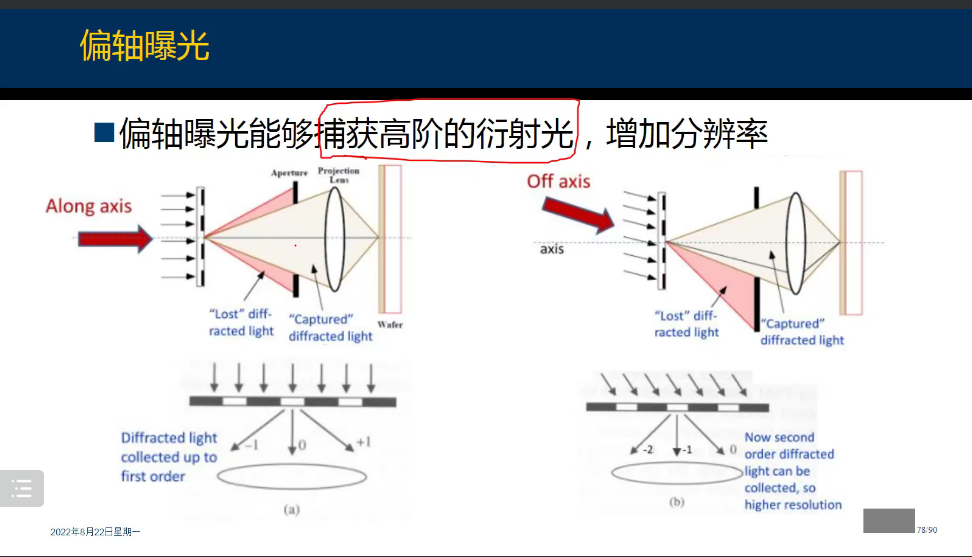 偏轴曝光
■偏轴曝光能够捕获高阶的衍射光，增加分辨率
Along axis
Aperture
Projection
Lens
"Lost" diff-
racted light
"Captured"
diffracted light
Wafer
Off axis
axis
"Lost" diff-
racted light
"Captured"
diffracted light
Diffracted light
collected up to
first order
-1 0 +1
(a)
-2 -1 0
Now second
order diffracted
light can be
collected, so
higher resolution
(b)
2022年8月22日星期一
78/90